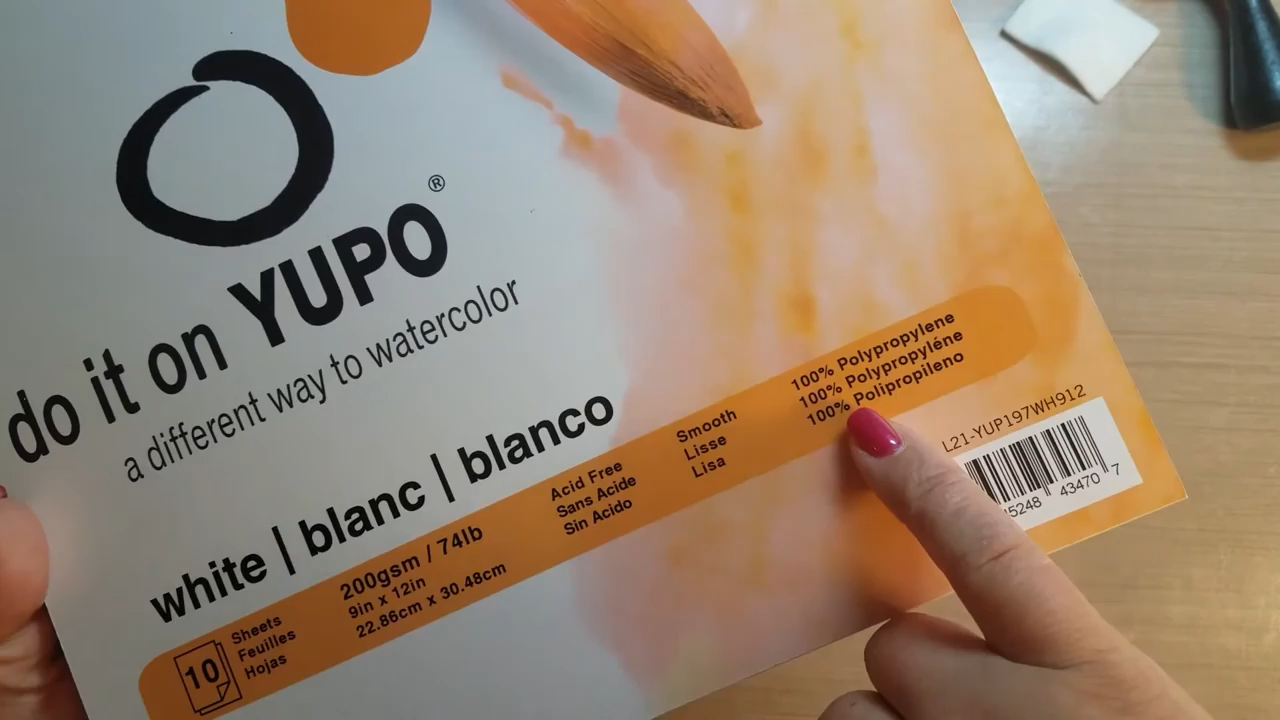 do it on YUPO®
a different way to watercolor
white | blanc | blanco
10
Sheets
Feuilles
Hojas
200gsm / 74lb
9in x 12in
22.86cm x 30.48cm
Acid Free
Sans Acide
Sin Acido
Smooth
Lisse
Lisa
100% Polypropylene
100% Polypropyléne
100% Polipropileno
L21-YUP197WH912
5248 43470 7